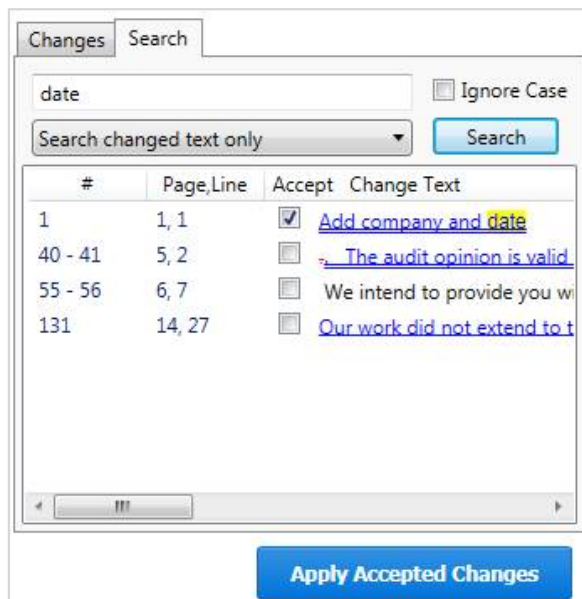 Changes Search
date Ignore Case
Search changed text only Search
# Page,Line Accept Change Text
1 1, 1 Add company and date
40 - 41 5, 2 -. The audit opinion is valid
55 - 56 6, 7 We intend to provide you wi
131 14, 27 Our work did not extend to t
Apply Accepted Changes